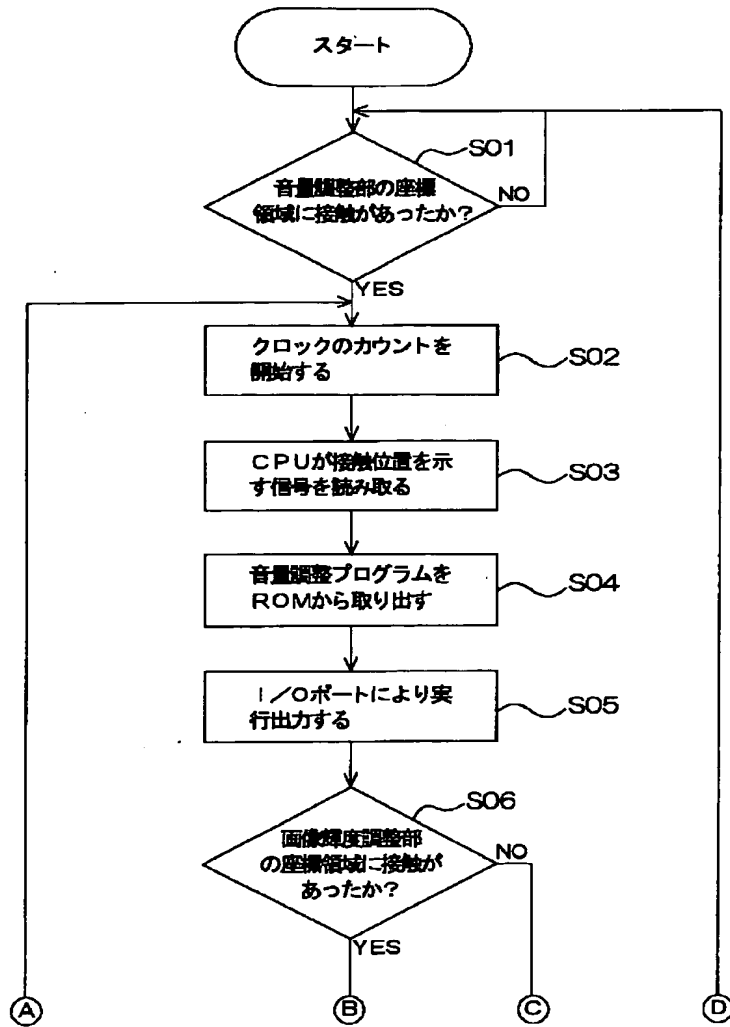 スタート
S01
音量調整部の座標
領域に接触があったか?
NO
YES
クロックのカウントを
開始する
S02
CPUが接触位置を示
す信号を読み取る
S03
音量調整プログラムを
ROMから取り出す
S04
I/Oポートにより実
行出力する
S05
S06
画像輝度調整部
の座標領域に接触が
あったか?
NO
YES
A
B
C
D